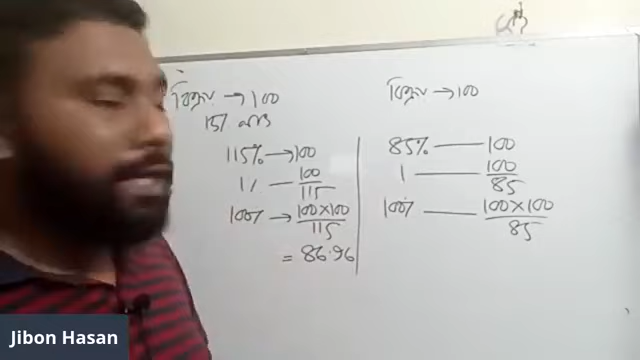 বিক্রয় → 100
15% লাভ
115% → 100
1% — 100/115
100% → 100×100/115
= 86.96
বিক্রয় → 100
85% — 100
1 — 100/85
100% — 100×100/85
Jibon Hasan